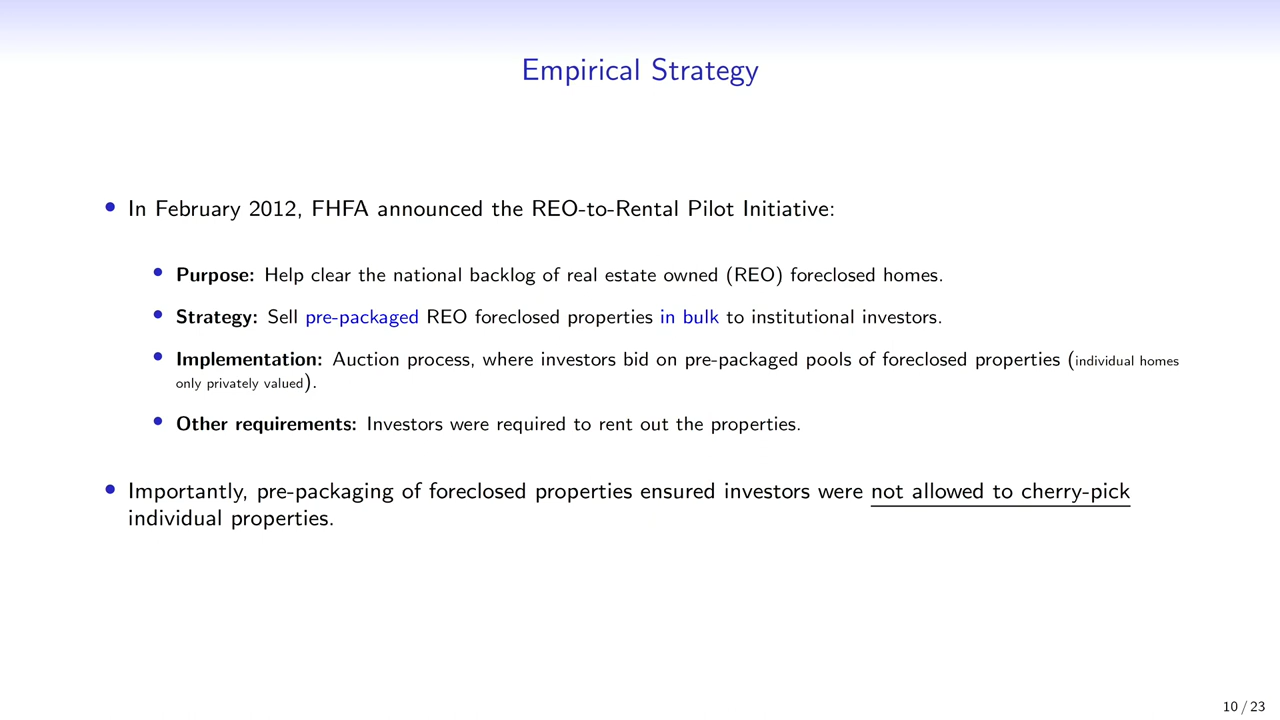 Empirical Strategy
• In February 2012, FHFA announced the REO-to-Rental Pilot Initiative:
• Purpose: Help clear the national backlog of real estate owned (REO) foreclosed homes.
• Strategy: Sell pre-packaged REO foreclosed properties in bulk to institutional investors.
• Implementation: Auction process, where investors bid on pre-packaged pools of foreclosed properties (individual homes
only privately valued).
• Other requirements: Investors were required to rent out the properties.
• Importantly, pre-packaging of foreclosed properties ensured investors were not allowed to cherry-pick
individual properties.
10 / 23